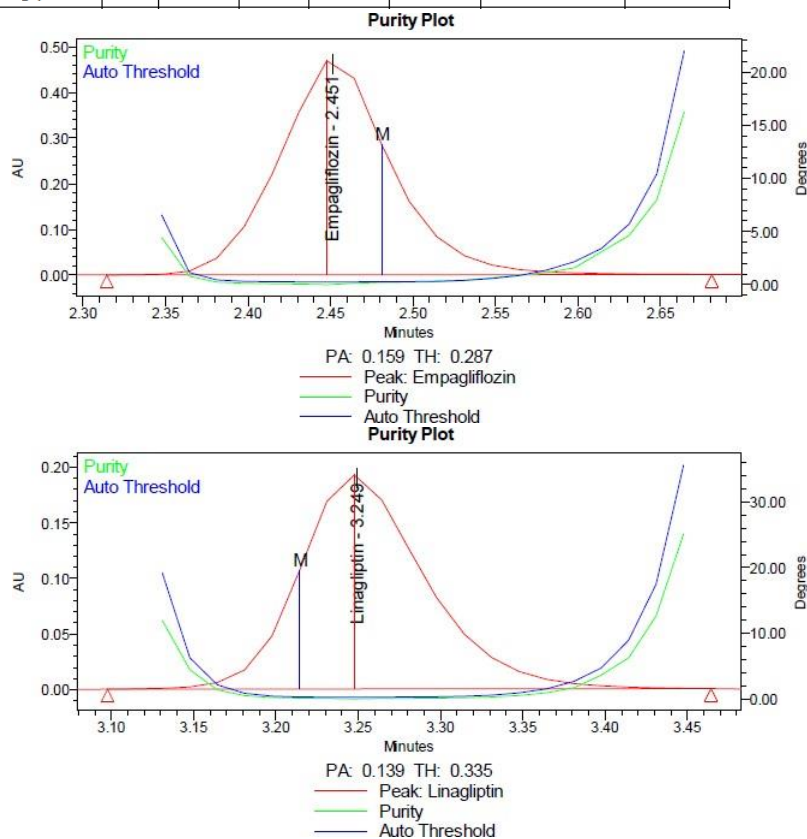 Purity Plot
Purity
Auto Threshold
AU
0.50
0.40
0.30
0.20
0.10
0.00
Empagliflozin - 2.451
M
20.00
15.00
10.00
5.00
0.00
Degrees
2.30 2.35 2.40 2.45 2.50 2.55 2.60 2.65
Minutes
PA: 0.159 TH: 0.287
Peak: Empagliflozin
Purity
Auto Threshold
Purity Plot
Purity
Auto Threshold
AU
0.20
0.15
0.10
0.05
0.00
M
Linagliptin - 3.249
30.00
20.00
10.00
0.00
Degrees
3.10 3.15 3.20 3.25 3.30 3.35 3.40 3.45
Minutes
PA: 0.139 TH: 0.335
Peak: Linagliptin
Purity
Auto Threshold